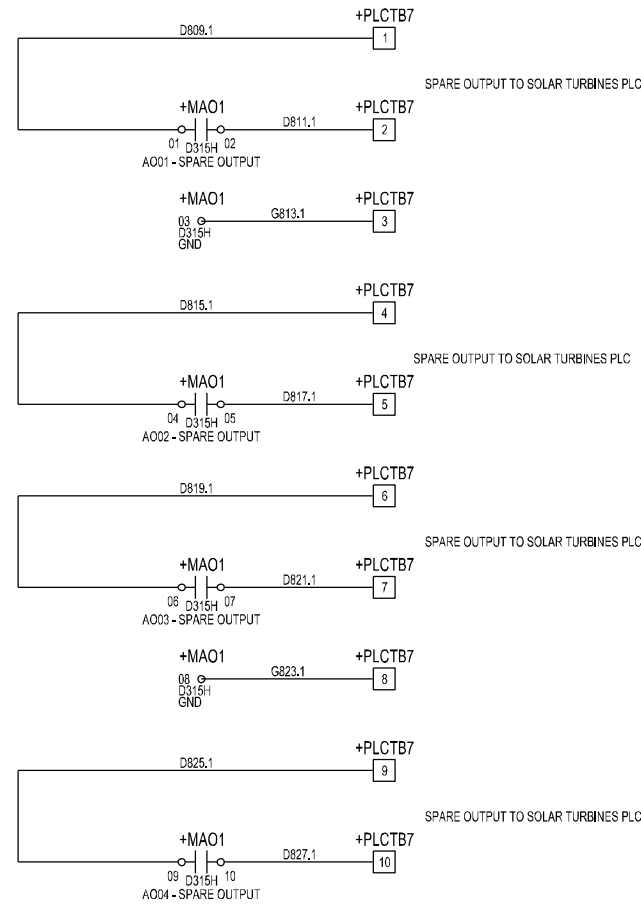 +PLCTB7
D809.1
1
SPARE OUTPUT TO SOLAR TURBINES PLC
+MAO1
+PLCTB7
D811.1
2
01 D315H 02
AO01 - SPARE OUTPUT
+MAO1
+PLCTB7
G813.1
03
3
D315H
GND
+PLCTB7
D815.1
4
SPARE OUTPUT TO SOLAR TURBINES PLC
+MAO1
+PLCTB7
D817.1
5
04 D315H 05
AO02 - SPARE OUTPUT
+PLCTB7
D819.1
6
SPARE OUTPUT TO SOLAR TURBINES PLC
+MAO1
+PLCTB7
D821.1
7
06 D315H 07
AO03 - SPARE OUTPUT
+MAO1
+PLCTB7
G823.1
08
8
D315H
GND
+PLCTB7
D825.1
9
SPARE OUTPUT TO SOLAR TURBINES PLC
+MAO1
+PLCTB7
D827.1
10
09 D315H 10
AO04 - SPARE OUTPUT